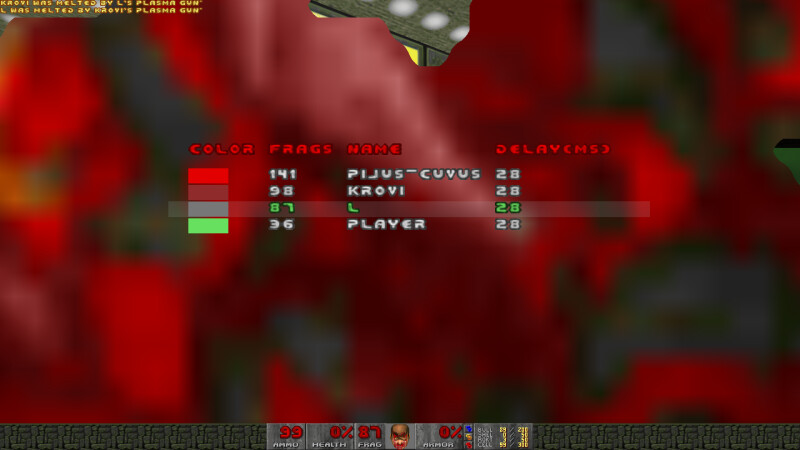 KROVI WAS MELTED BY L'S PLASMA GUN
L WAS MELTED BY KROVI'S PLASMA GUN
COLOR FRAGS NAME DELAY(MS)
141 PIJUS-CUVUS 28
98 KROVI 28
87 L 28
36 PLAYER 28
99 0% 87 0%
AMMO HEALTH FRAG ARMOR